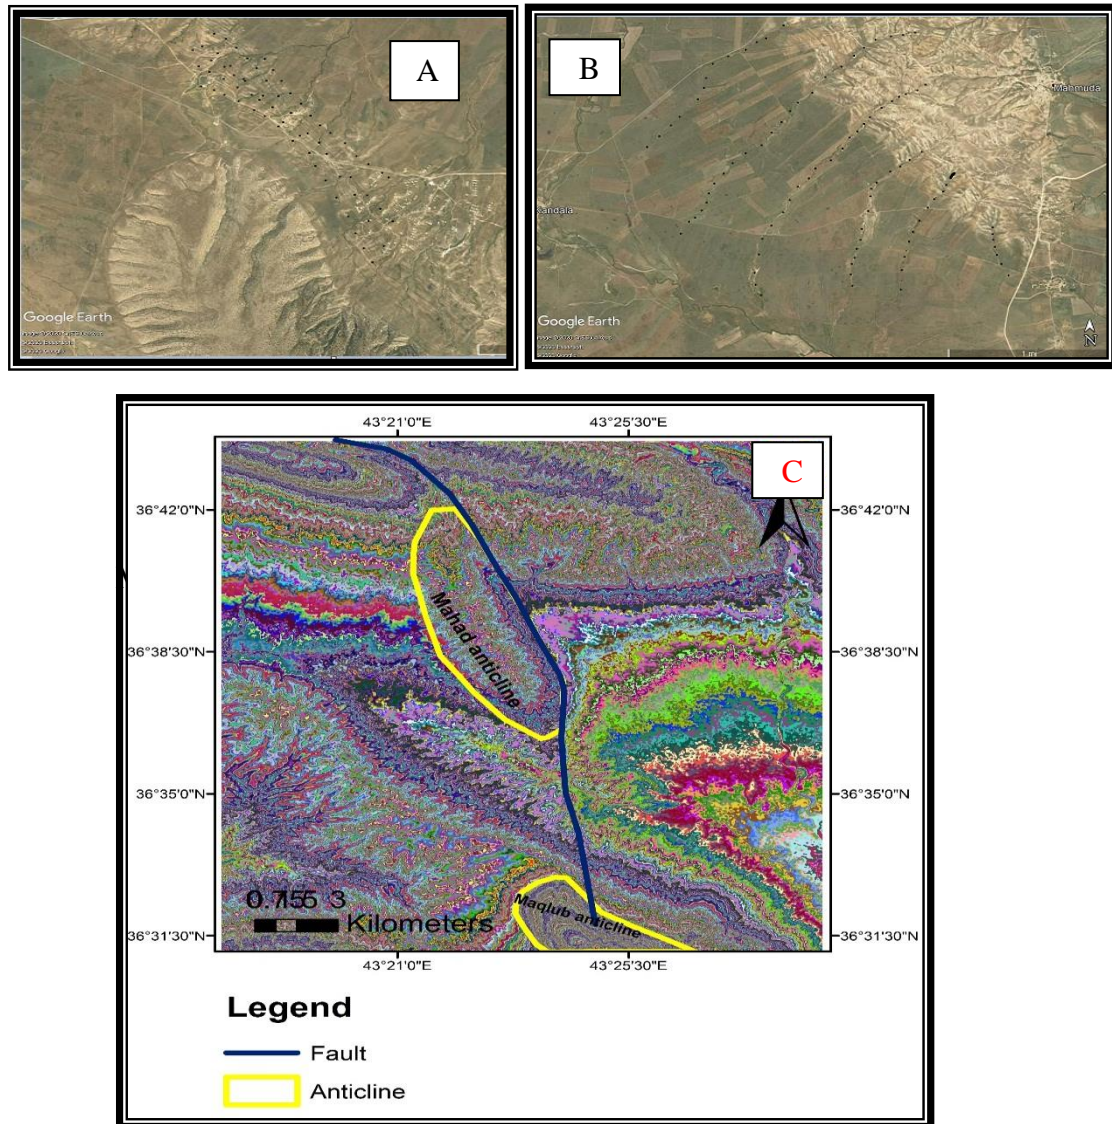 A
Google Earth
B
Mahmuda
Google Earth
1 mi
N
C
43°21'0"E
43°25'30"E
36°42'0"N
36°42'0"N
Mahad anticline
36°38'30"N
36°38'30"N
36°35'0"N
36°35'0"N
Maqlub anticline
Kilometers
36°31'30"N
36°31'30"N
43°21'0"E
43°25'30"E
Legend
Fault
Anticline